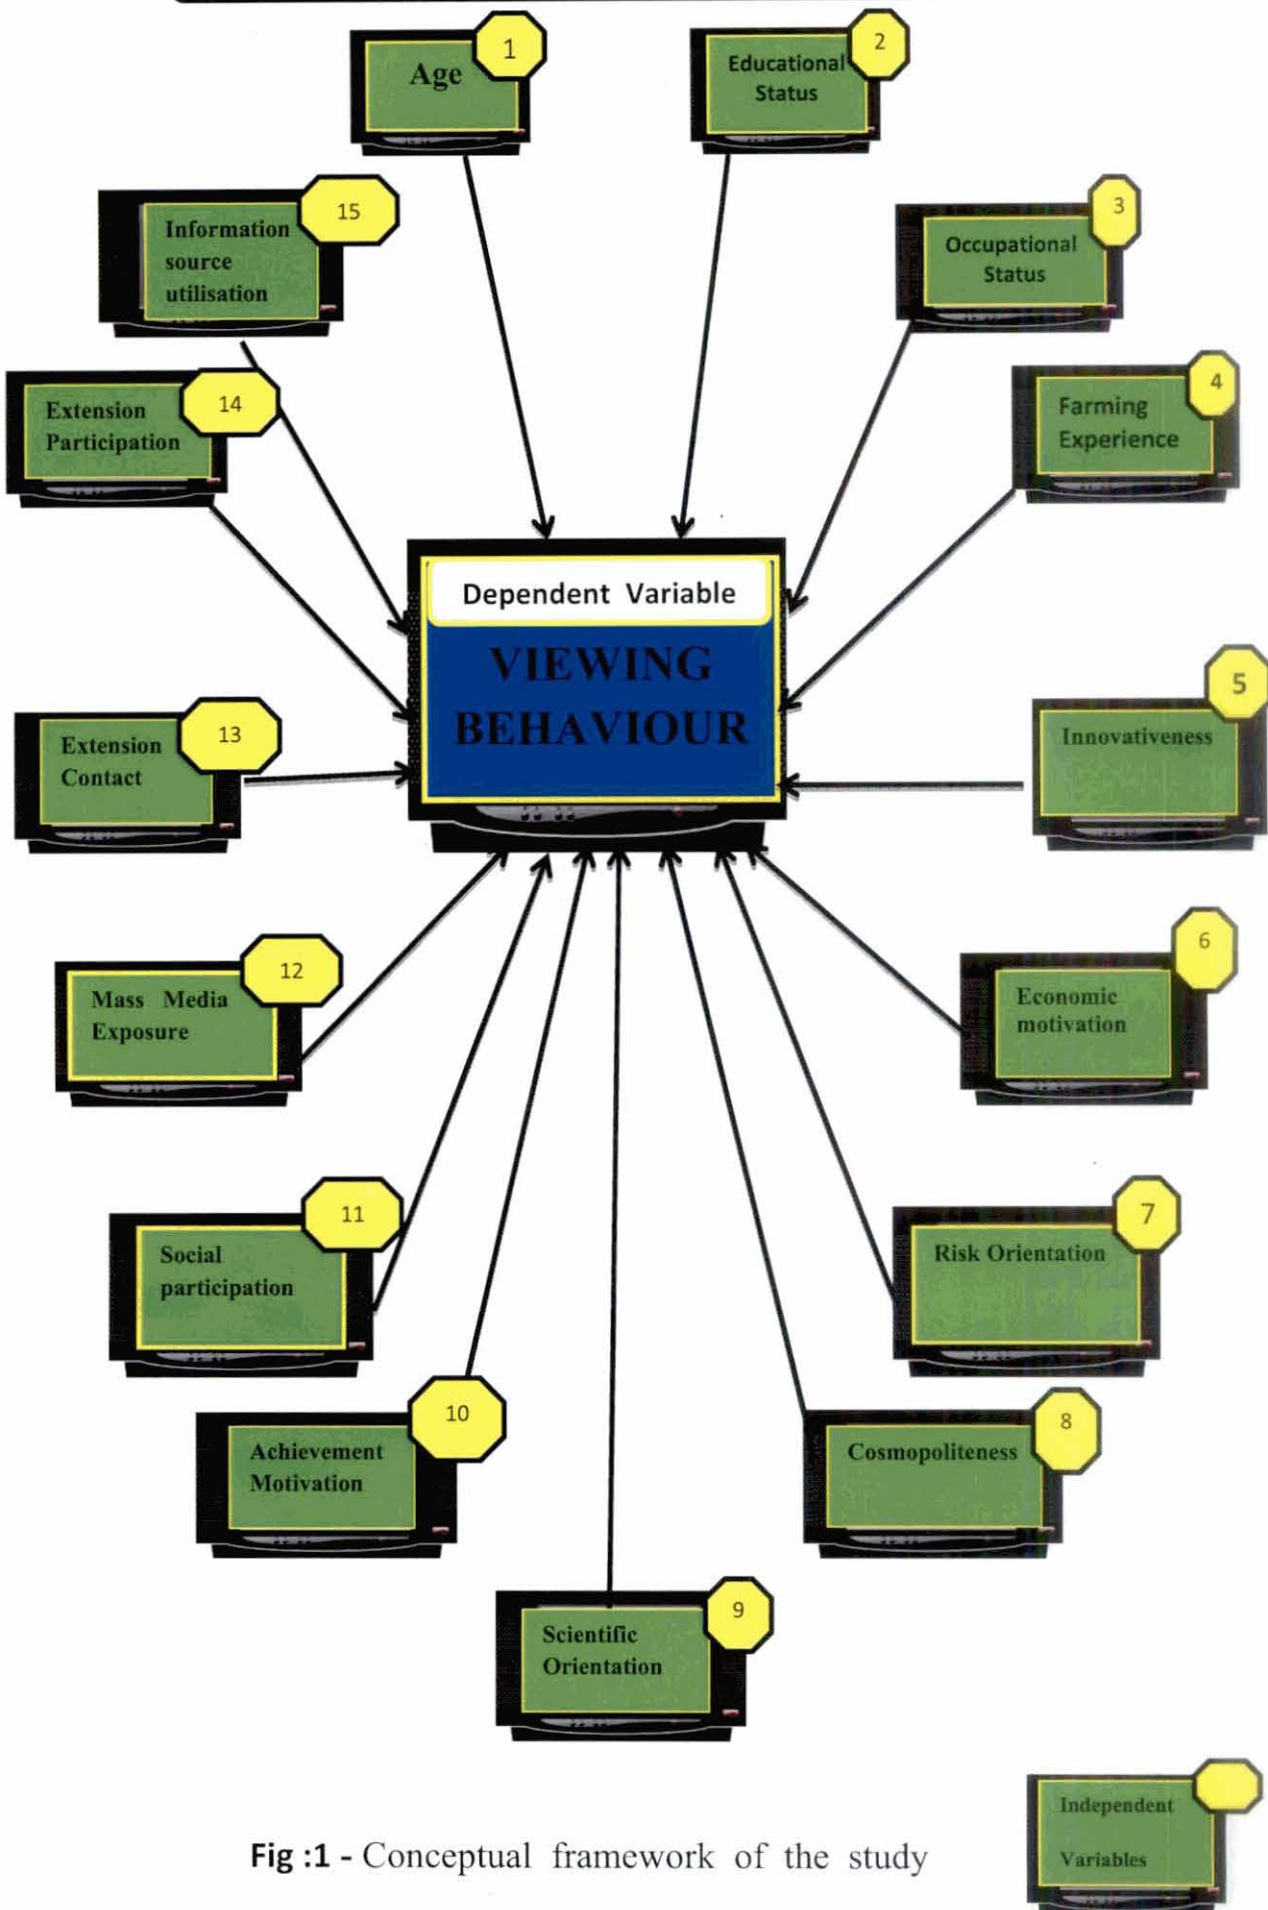 1
Age
2
Educational
Status
15
Information
source
utilisation
3
Occupational
Status
14
Extension
Participation
4
Farming
Experience
Dependent Variable
VIEWING
BEHAVIOUR
5
Innovativeness
13
Extension
Contact
6
Economic
motivation
12
Mass Media
Exposure
7
Risk Orientation
11
Social
participation
8
Cosmopoliteness
10
Achievement
Motivation
9
Scientific
Orientation
Independent
Variables
Fig :1 - Conceptual framework of the study